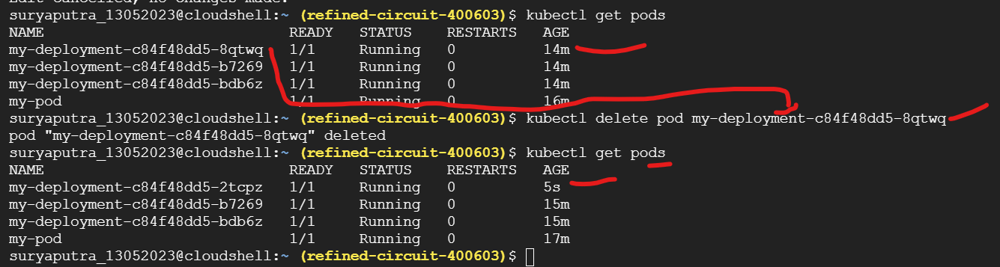 suryaputra_13052023@cloudshell:~ (refined-circuit-400603)$ kubectl get pods
NAME READY STATUS RESTARTS AGE
my-deployment-c84f48dd5-8qtwq 1/1 Running 0 14m
my-deployment-c84f48dd5-b7269 1/1 Running 0 14m
my-deployment-c84f48dd5-bdb6z 1/1 Running 0 14m
my-pod 1/1 Running 0 16m
suryaputra_13052023@cloudshell:~ (refined-circuit-400603)$ kubectl delete pod my-deployment-c84f48dd5-8qtwq
pod "my-deployment-c84f48dd5-8qtwq" deleted
suryaputra_13052023@cloudshell:~ (refined-circuit-400603)$ kubectl get pods
NAME READY STATUS RESTARTS AGE
my-deployment-c84f48dd5-2tcpz 1/1 Running 0 5s
my-deployment-c84f48dd5-b7269 1/1 Running 0 15m
my-deployment-c84f48dd5-bdb6z 1/1 Running 0 15m
my-pod 1/1 Running 0 17m
suryaputra_13052023@cloudshell:~ (refined-circuit-400603)$